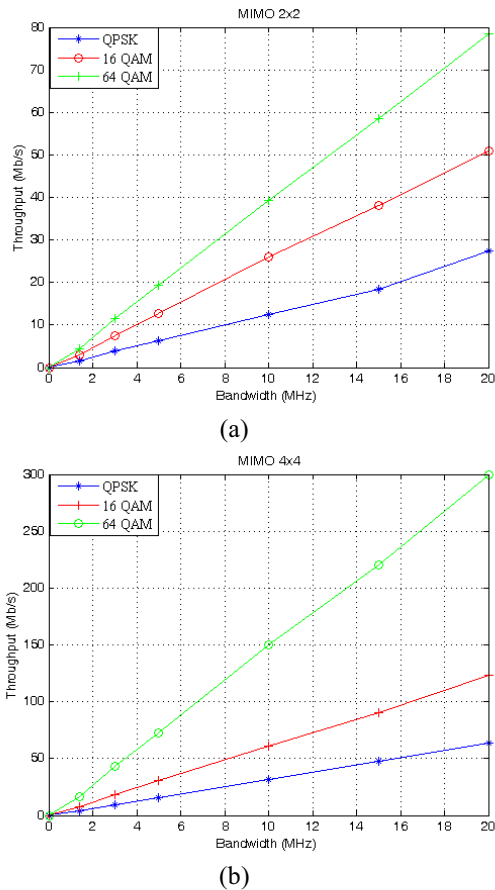 MIMO 2x2
80
70
60
50
40
30
20
10
0
Throughput (Mb/s)
QPSK
16 QAM
64 QAM
0 2 4 6 8 10 12 14 16 18 20
Bandwidth (MHz)
(a)
MIMO 4x4
300
250
200
150
100
50
0
Throughput (Mb/s)
QPSK
16 QAM
64 QAM
0 2 4 6 8 10 12 14 16 18 20
Bandwidth (MHz)
(b)